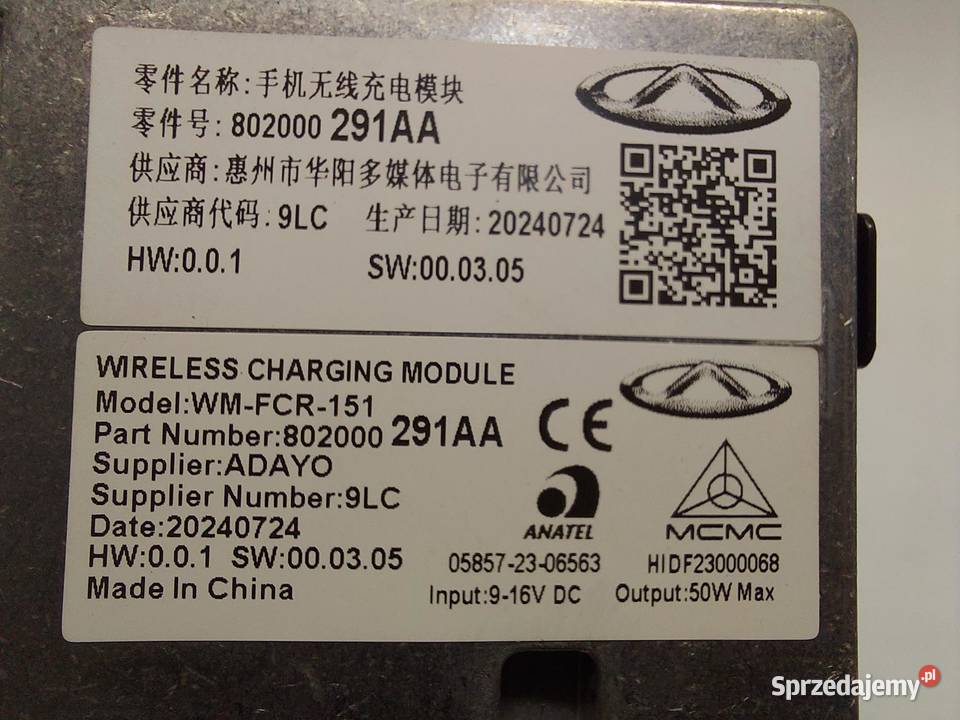 零件名称:手机无线充电模块
零件号: 802000 291AA
供应商:惠州市华阳多媒体电子有限公司
供应商代码: 9LC 生产日期: 20240724
HW:0.0.1 SW:00.03.05
WIRELESS CHARGING MODULE
Model:WM-FCR-151
Part Number:802000 291AA
Supplier:ADAYO
Supplier Number:9LC
Date:20240724
HW:0.0.1 SW:00.03.05
Made In China
CE
ANATEL
05857-23-06563
Input:9-16V DC
MCMC
HIDF23000068
Output:50W Max
Sprzedajemy.pl